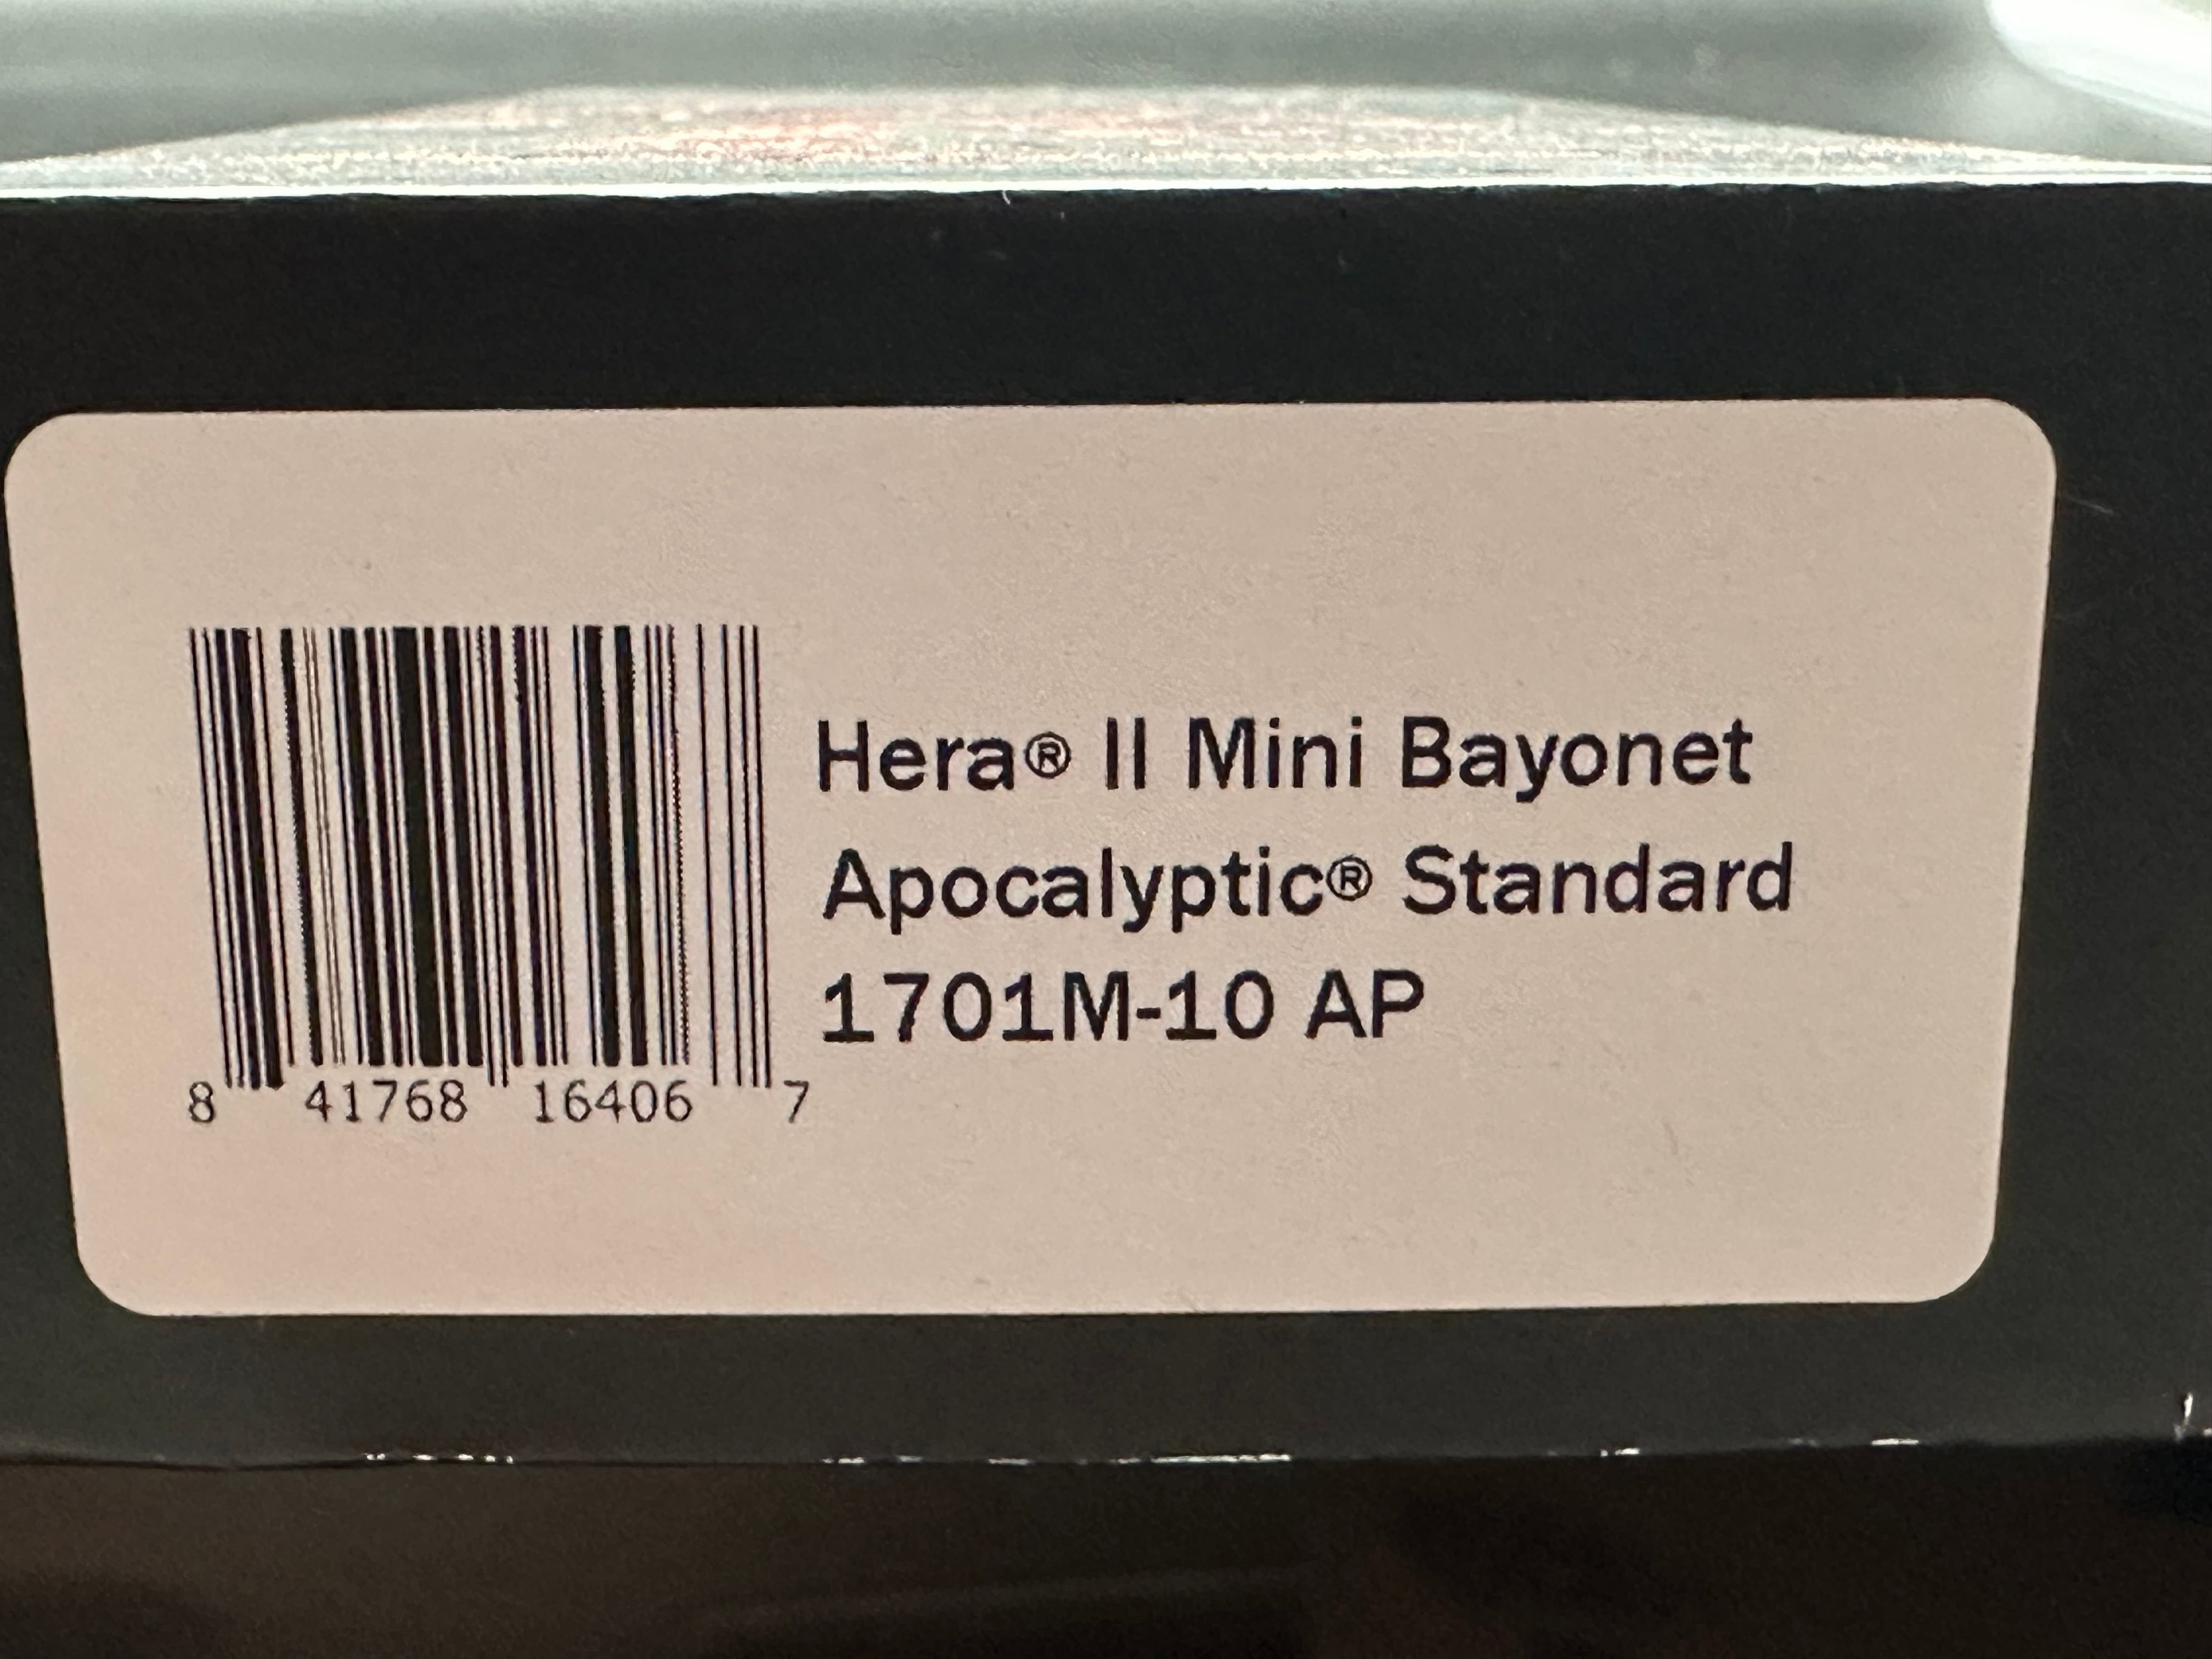 Hera® II Mini Bayonet
Apocalyptic® Standard
1701M-10 AP
8 41768 16406 7